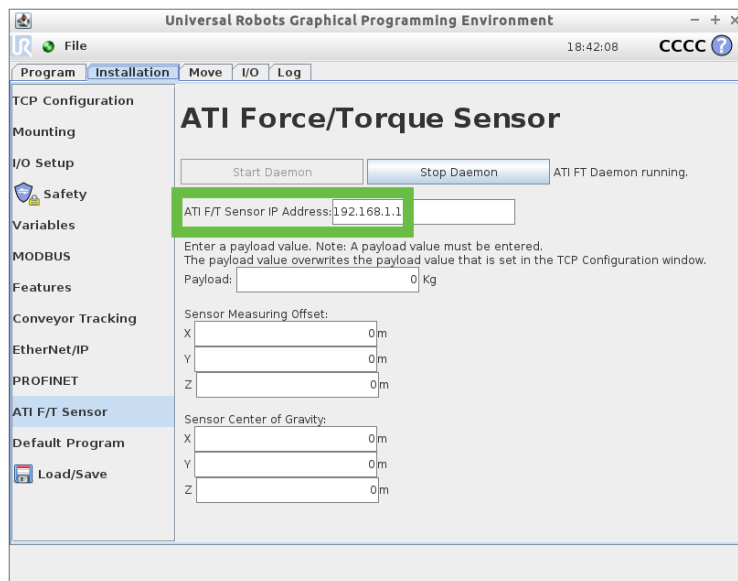 Universal Robots Graphical Programming Environment
UR File 18:42:08 CCCC ?
Program Installation Move I/O Log
TCP Configuration
Mounting
I/O Setup
Safety
Variables
MODBUS
Features
Conveyor Tracking
EtherNet/IP
PROFINET
ATI F/T Sensor
Default Program
Load/Save
ATI Force/Torque Sensor
Start Daemon Stop Daemon ATI FT Daemon running.
ATI F/T Sensor IP Address: 192.168.1.1
Enter a payload value. Note: A payload value must be entered.
The payload value overwrites the payload value that is set in the TCP Configuration window.
Payload: 0 Kg
Sensor Measuring Offset:
X 0 m
Y 0 m
Z 0 m
Sensor Center of Gravity:
X 0 m
Y 0 m
Z 0 m